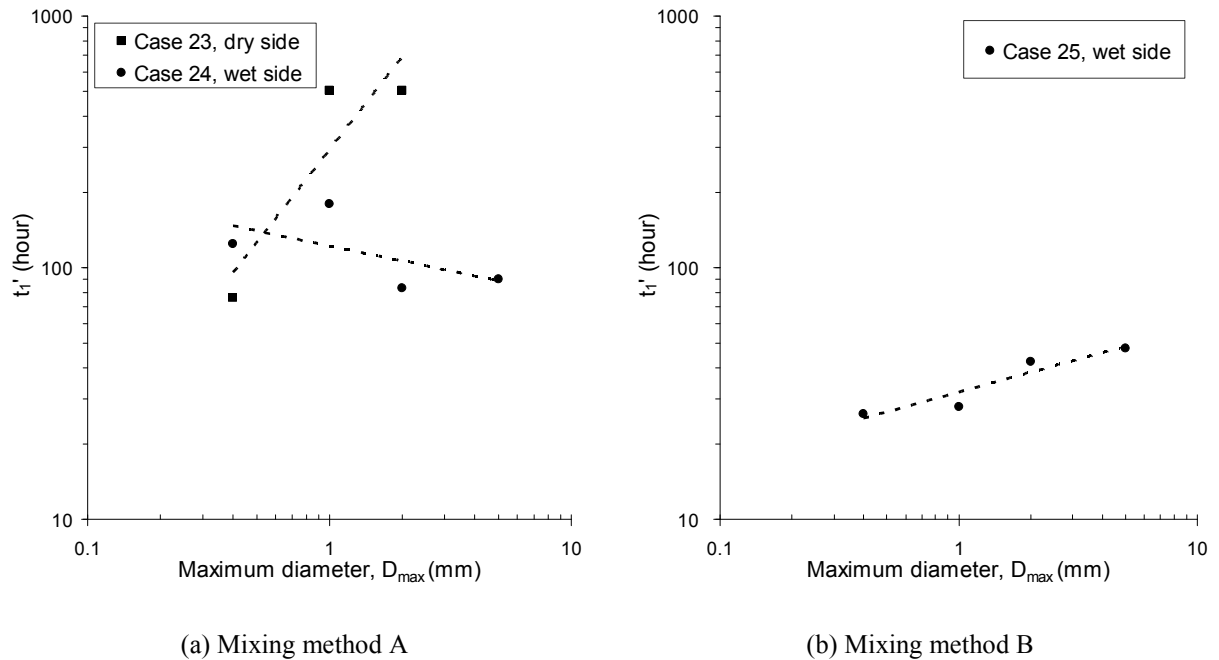 1000
Case 23, dry side
Case 24, wet side
100
10
t₁' (hour)
0.1 1 10
Maximum diameter, Dmax (mm)
(a) Mixing method A
1000
Case 25, wet side
100
10
t₁' (hour)
0.1 1 10
Maximum diameter, Dmax (mm)
(b) Mixing method B